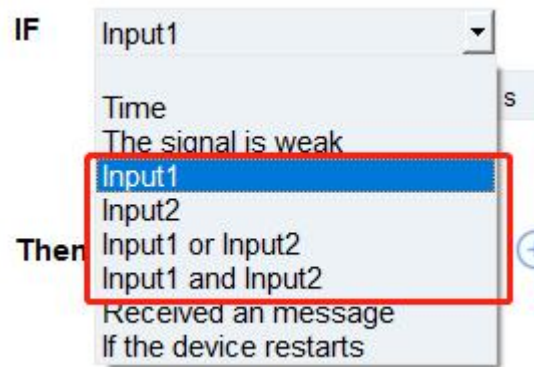 IF Input1
Time
s
The signal is weak
Input1
Input2
Then Input1 or Input2
Input1 and Input2
Received an message
If the device restarts